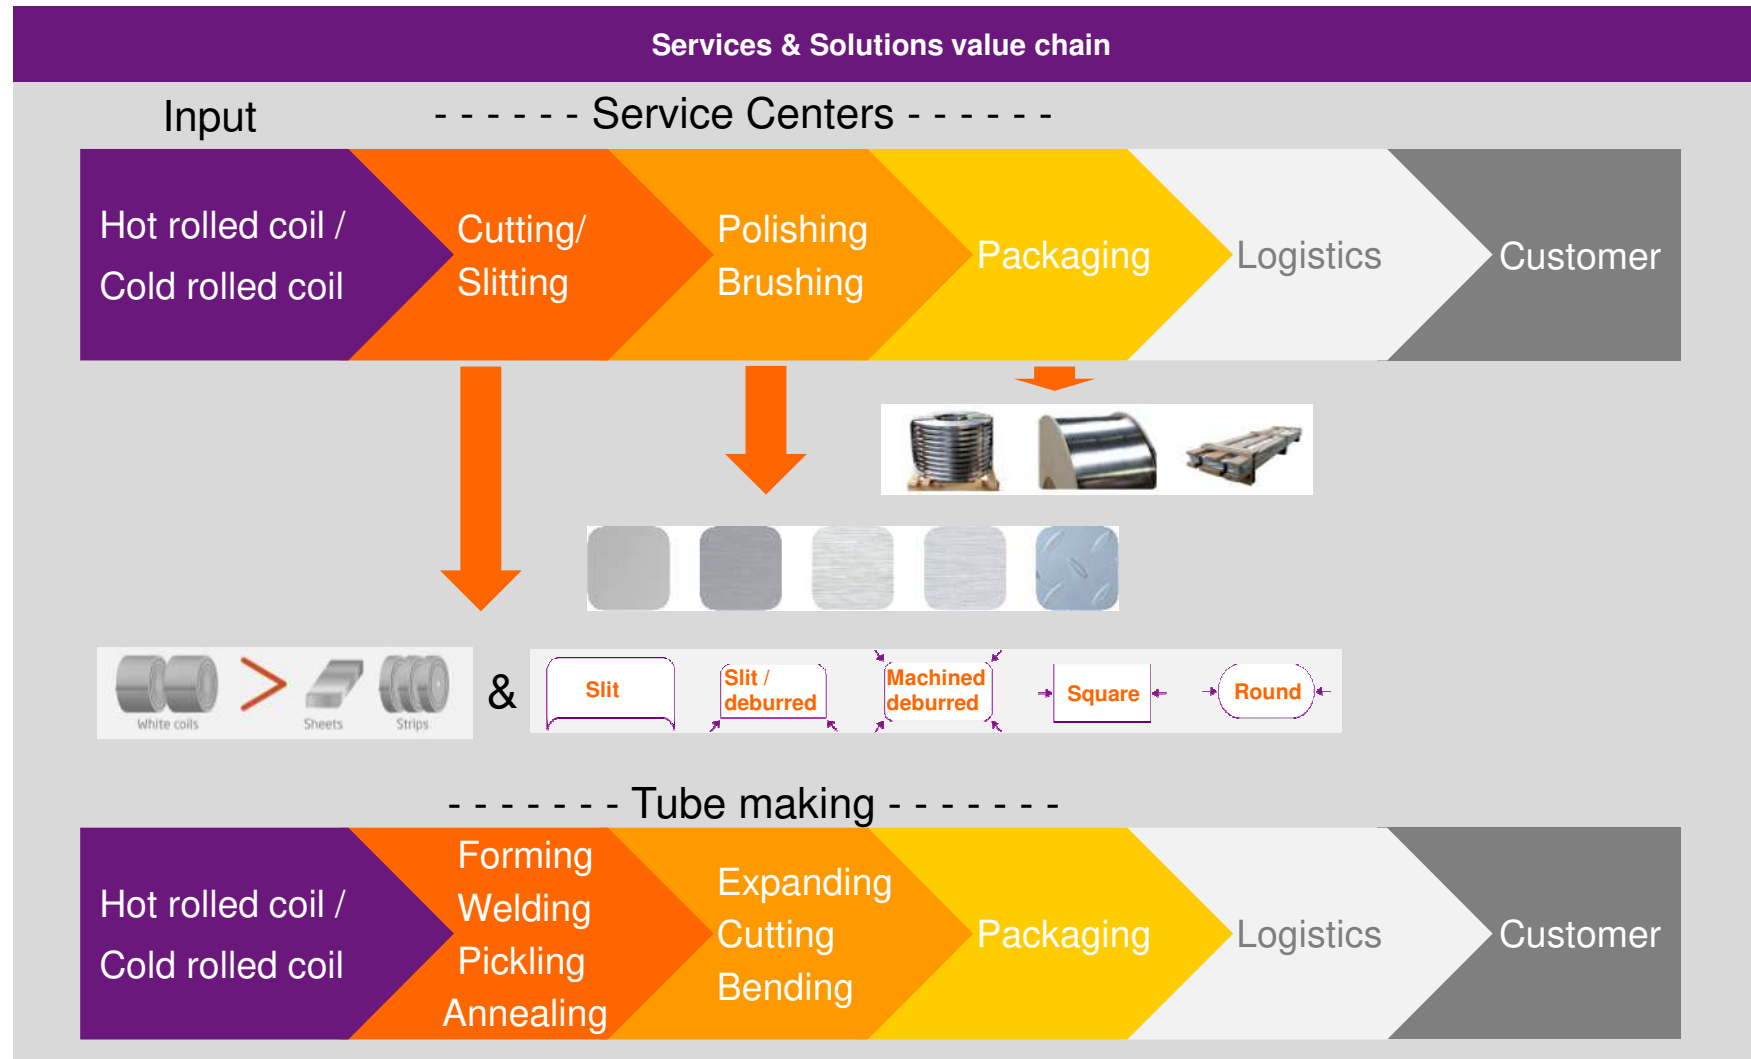 Services & Solutions value chain
Input
- - - - - - Service Centers - - - - - -
Hot rolled coil /
Cold rolled coil
Cutting/
Slitting
Polishing
Brushing
Packaging
Logistics
Customer
White coils
Sheets
Strips
&
Slit
Slit /
deburred
Machined
deburred
Square
Round
- - - - - - - Tube making - - - - - - -
Hot rolled coil /
Cold rolled coil
Forming
Welding
Pickling
Annealing
Expanding
Cutting
Bending
Packaging
Logistics
Customer